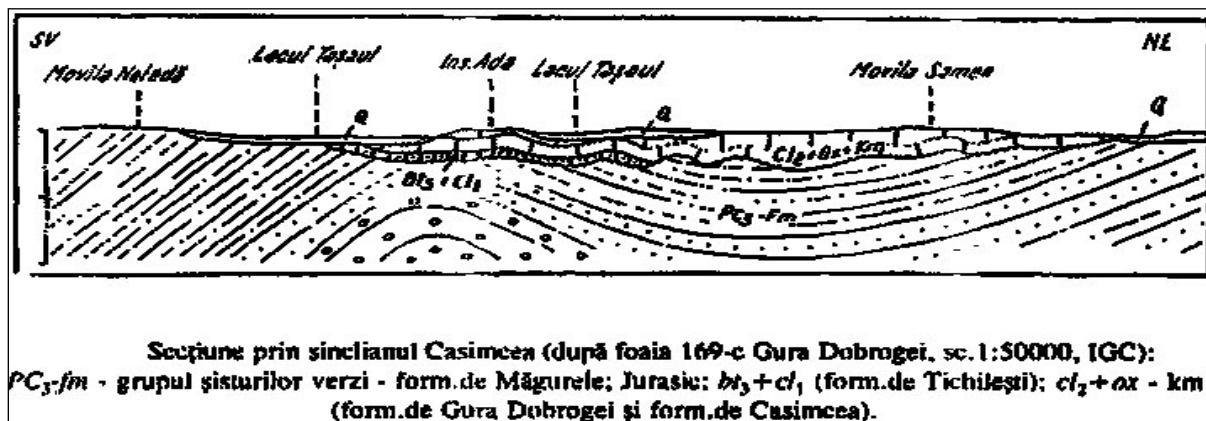 SV
NE
Movila Neledă
Lacul Taşaul
Ins. Ada
Lacul Taşaul
Movila Samen
q
q
q
Cl2+ox+km
Bt3+Cl1
PC3-Fm
Secţiune prin sinclianul Casimcea (după foaia 169-c Gura Dobrogei, sc.1:50000, IGC):
PC3-fm - grupul şisturilor verzi - form.de Măgurele; Jurasic: bt3+cl1 (form.de Tichileşti); cl2+ox - km
(form.de Gura Dobrogei şi form.de Casimcea).